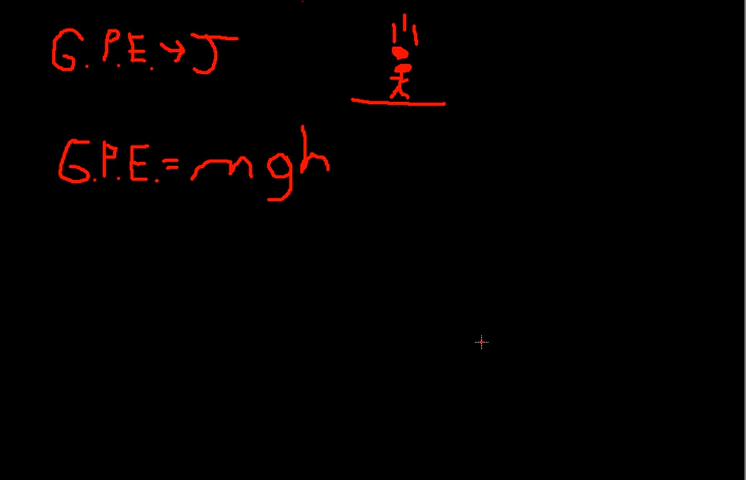 G.P.E. → J
G.P.E. = mgh